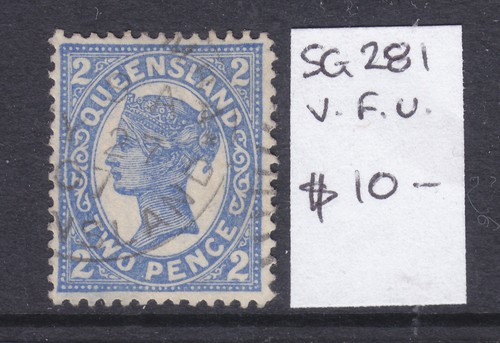 2 2
QUEENSLAND
TWO PENCE
2 2
SG 281
V. F. U.
$10-